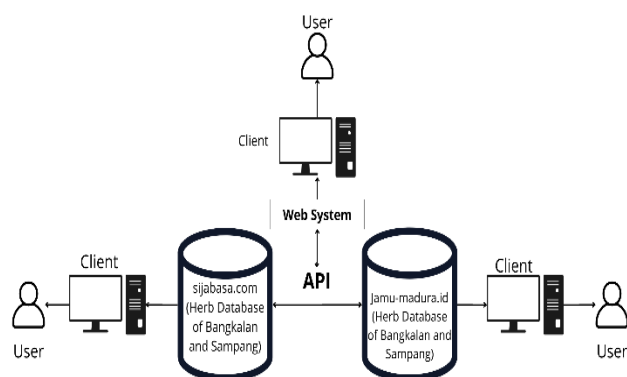 User
Client
Web System
API
sijabasa.com
(Herb Database
of Bangkalan
and Sampang)
Jamu-madura.id
(Herb Database
of Bangkalan and
Sampang)
Client
User
Client
User